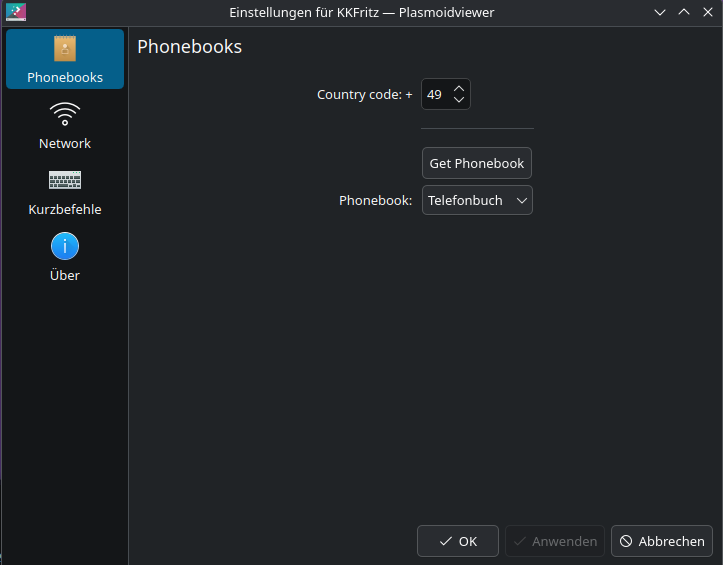 Einstellungen für KKFritz — Plasmoidviewer
Phonebooks
Network
Kurzbefehle
Über
Phonebooks
Country code: + 49
Get Phonebook
Phonebook: Telefonbuch
OK Anwenden Abbrechen